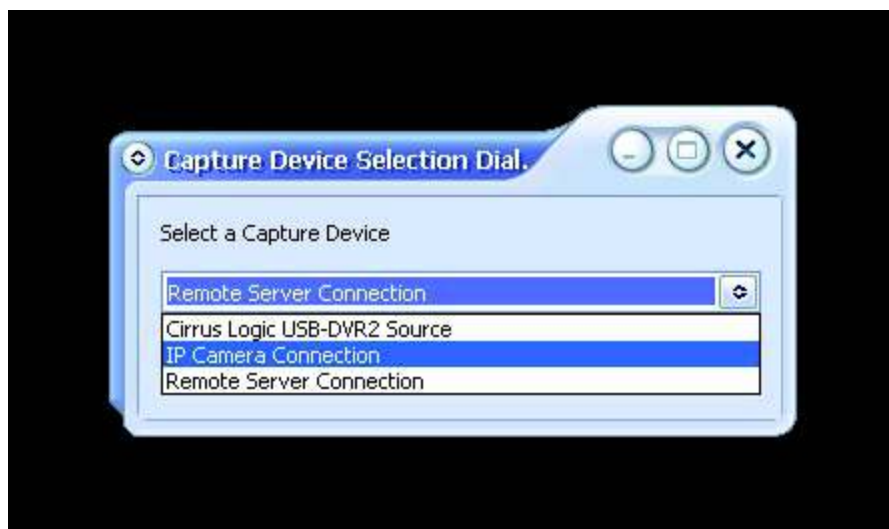 Capture Device Selection Dial.
Select a Capture Device
Remote Server Connection
Cirrus Logic USB-DVR2 Source
IP Camera Connection
Remote Server Connection